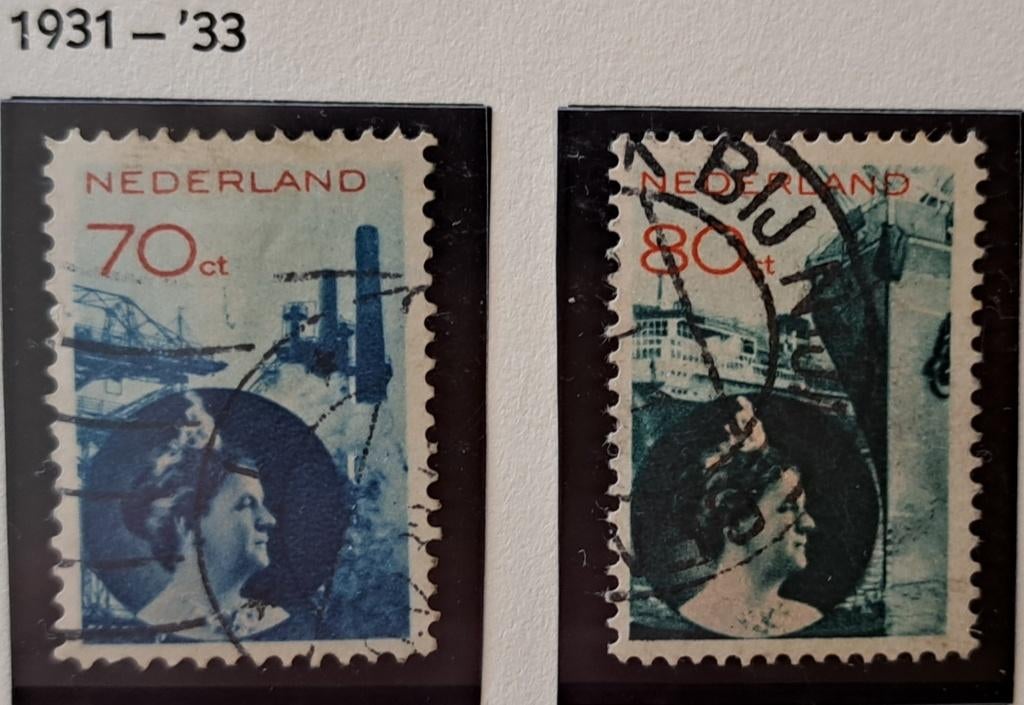 1931 – '33
NEDERLAND
70ct
NEDERLAND
80ct
BIJ